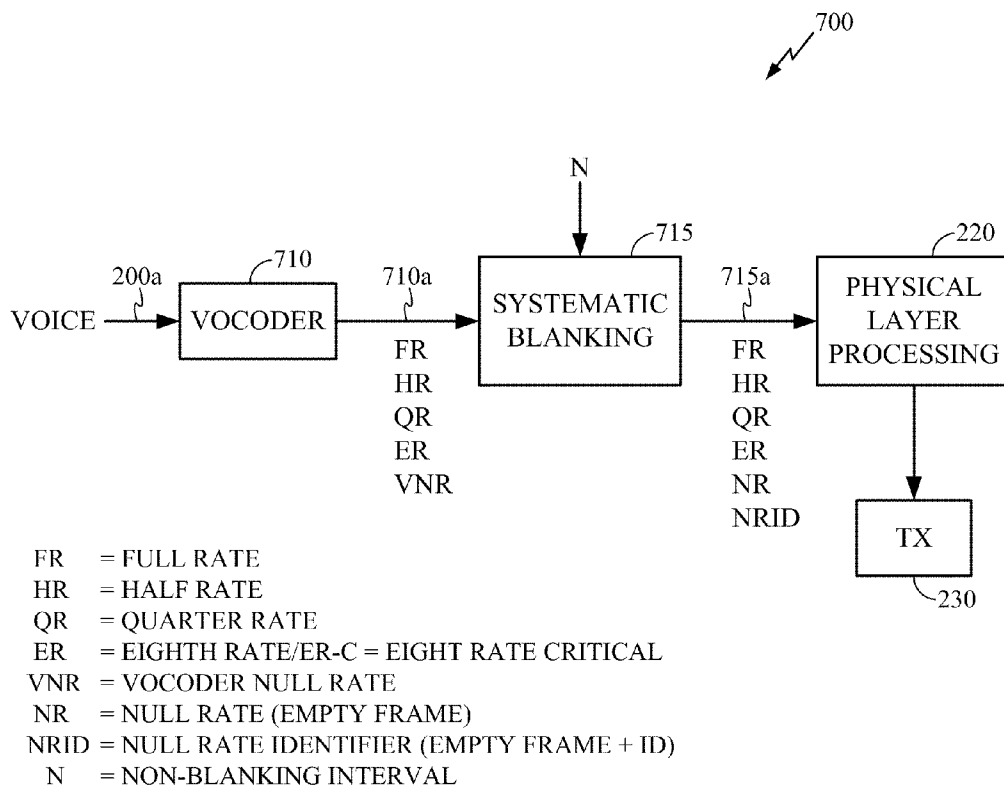 700
N
715
220
200a
710
710a
715a
VOICE
VOCODER
SYSTEMATIC
BLANKING
PHYSICAL
LAYER
PROCESSING
FR
HR
QR
ER
VNR
FR
HR
QR
ER
NR
NRID
TX
230
FR = FULL RATE
HR = HALF RATE
QR = QUARTER RATE
ER = EIGHTH RATE/ER-C = EIGHT RATE CRITICAL
VNR = VOCODER NULL RATE
NR = NULL RATE (EMPTY FRAME)
NRID = NULL RATE IDENTIFIER (EMPTY FRAME + ID)
N = NON-BLANKING INTERVAL